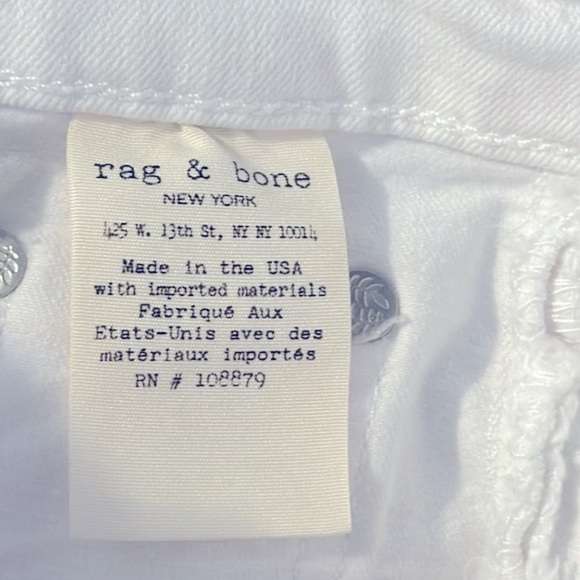 rag & bone
NEW YORK
425 W. 13th St, NY NY 10014
Made in the USA
with imported materials
Fabriqué Aux
Etats-Unis avec des
matériaux importés
RN # 108879